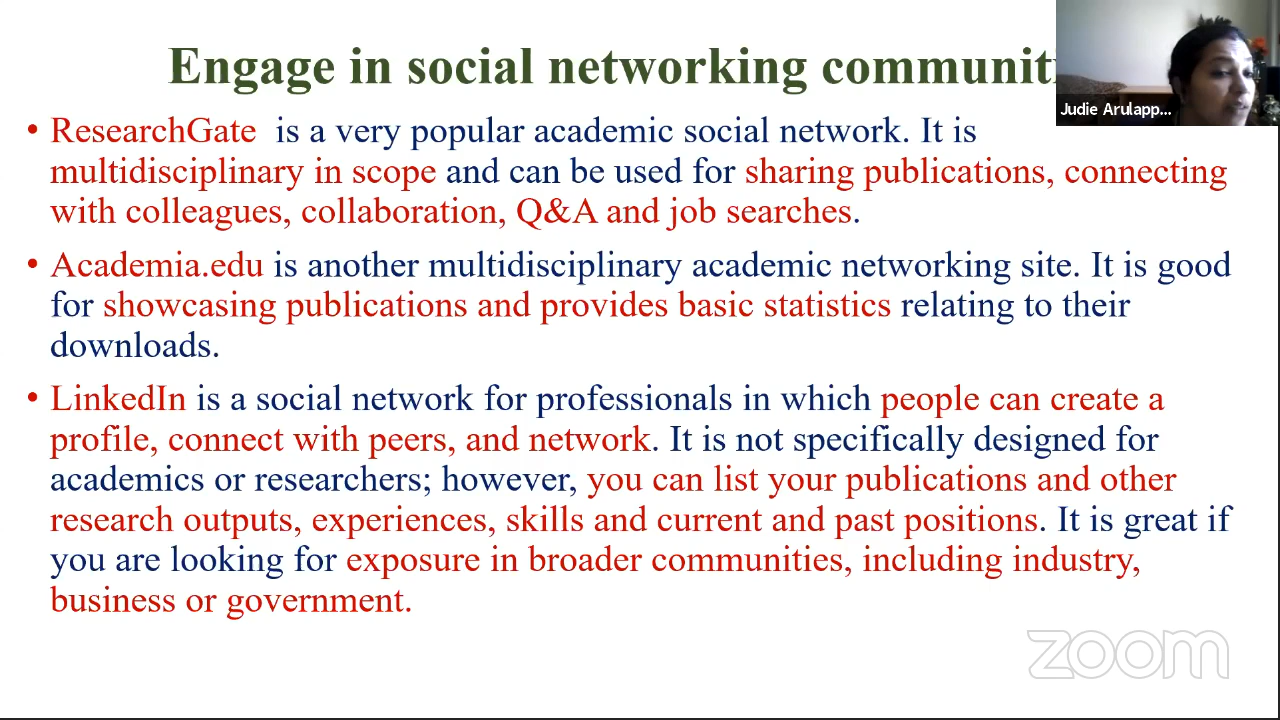 Engage in social networking communiti
Judie Arulapp...
• ResearchGate is a very popular academic social network. It is
multidisciplinary in scope and can be used for sharing publications, connecting
with colleagues, collaboration, Q&A and job searches.
• Academia.edu is another multidisciplinary academic networking site. It is good
for showcasing publications and provides basic statistics relating to their
downloads.
• LinkedIn is a social network for professionals in which people can create a
profile, connect with peers, and network. It is not specifically designed for
academics or researchers; however, you can list your publications and other
research outputs, experiences, skills and current and past positions. It is great if
you are looking for exposure in broader communities, including industry,
business or government.
zoom